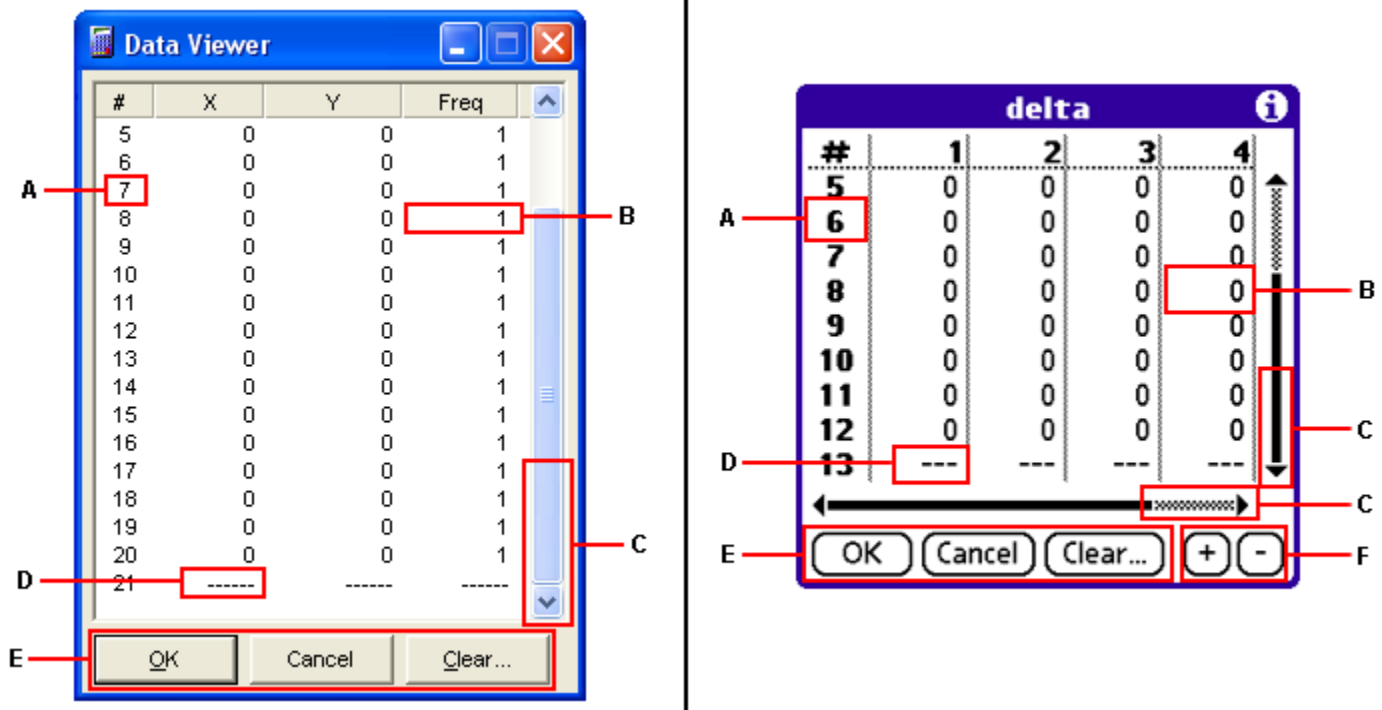 Data Viewer
# X Y Freq
5 0 0 1
6 0 0 1
A 7 0 0 1
8 0 0 1 B
9 0 0 1
10 0 0 1
11 0 0 1
12 0 0 1
13 0 0 1
14 0 0 1
15 0 0 1
16 0 0 1
17 0 0 1
18 0 0 1
19 0 0 1 C
20 0 0 1
D 21 ------ ------ ------
E OK Cancel Clear...
delta i
# 1 2 3 4
5 0 0 0 0
A 6 0 0 0 0
7 0 0 0 0
8 0 0 0 0 B
9 0 0 0 0
10 0 0 0 0
11 0 0 0 0
12 0 0 0 0 C
D 13 --- --- --- ---
C
E OK Cancel Clear... + - F